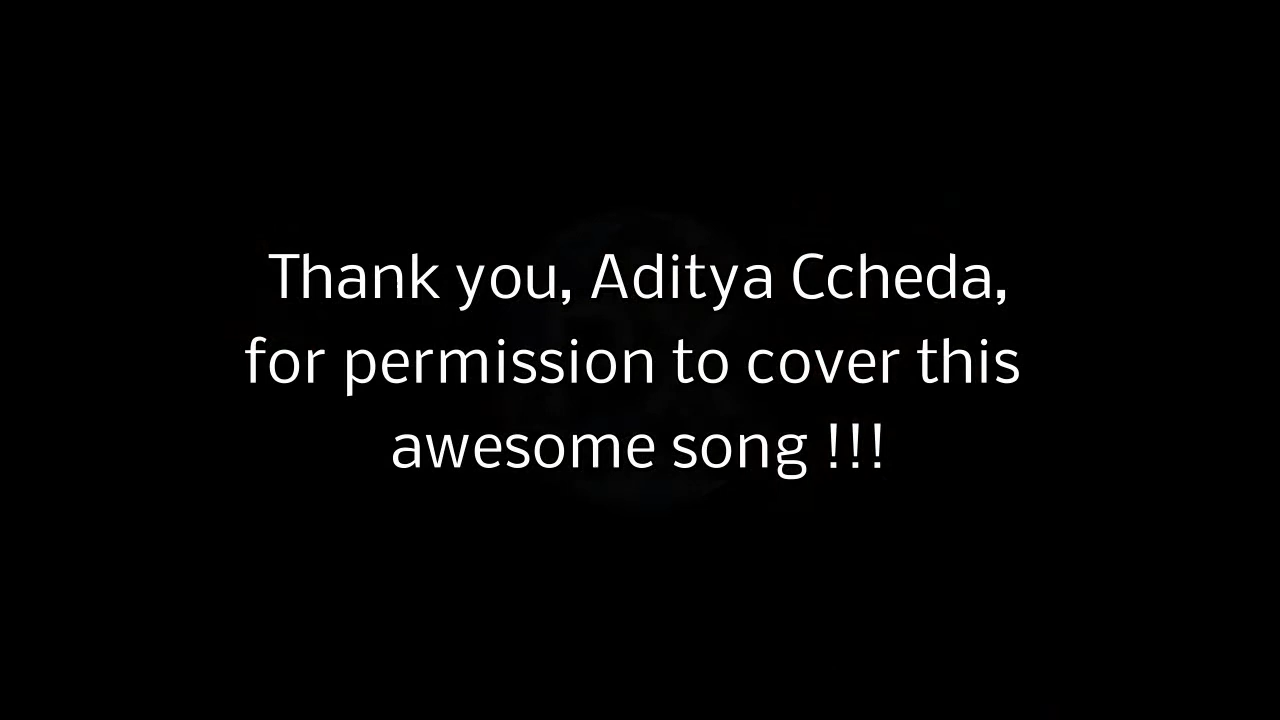 Thank you, Aditya Ccheda,
for permission to cover this
awesome song !!!